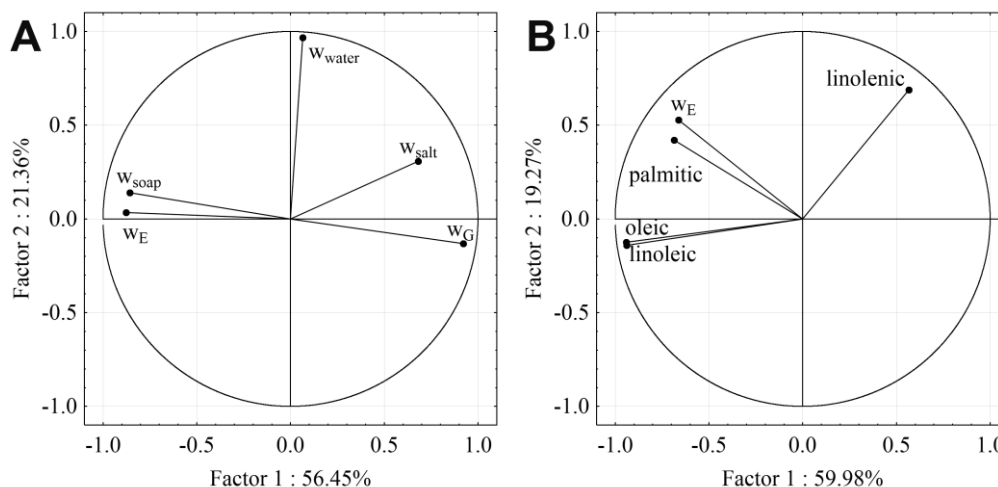 A
B
1.0
0.5
0.0
-0.5
-1.0
Factor 2 : 21.36%
w_water
w_salt
w_soap
w_E
w_G
-1.0 -0.5 0.0 0.5 1.0
Factor 1 : 56.45%
1.0
0.5
0.0
-0.5
-1.0
Factor 2 : 19.27%
linolenic
w_E
palmitic
oleic
linoleic
-1.0 -0.5 0.0 0.5 1.0
Factor 1 : 59.98%